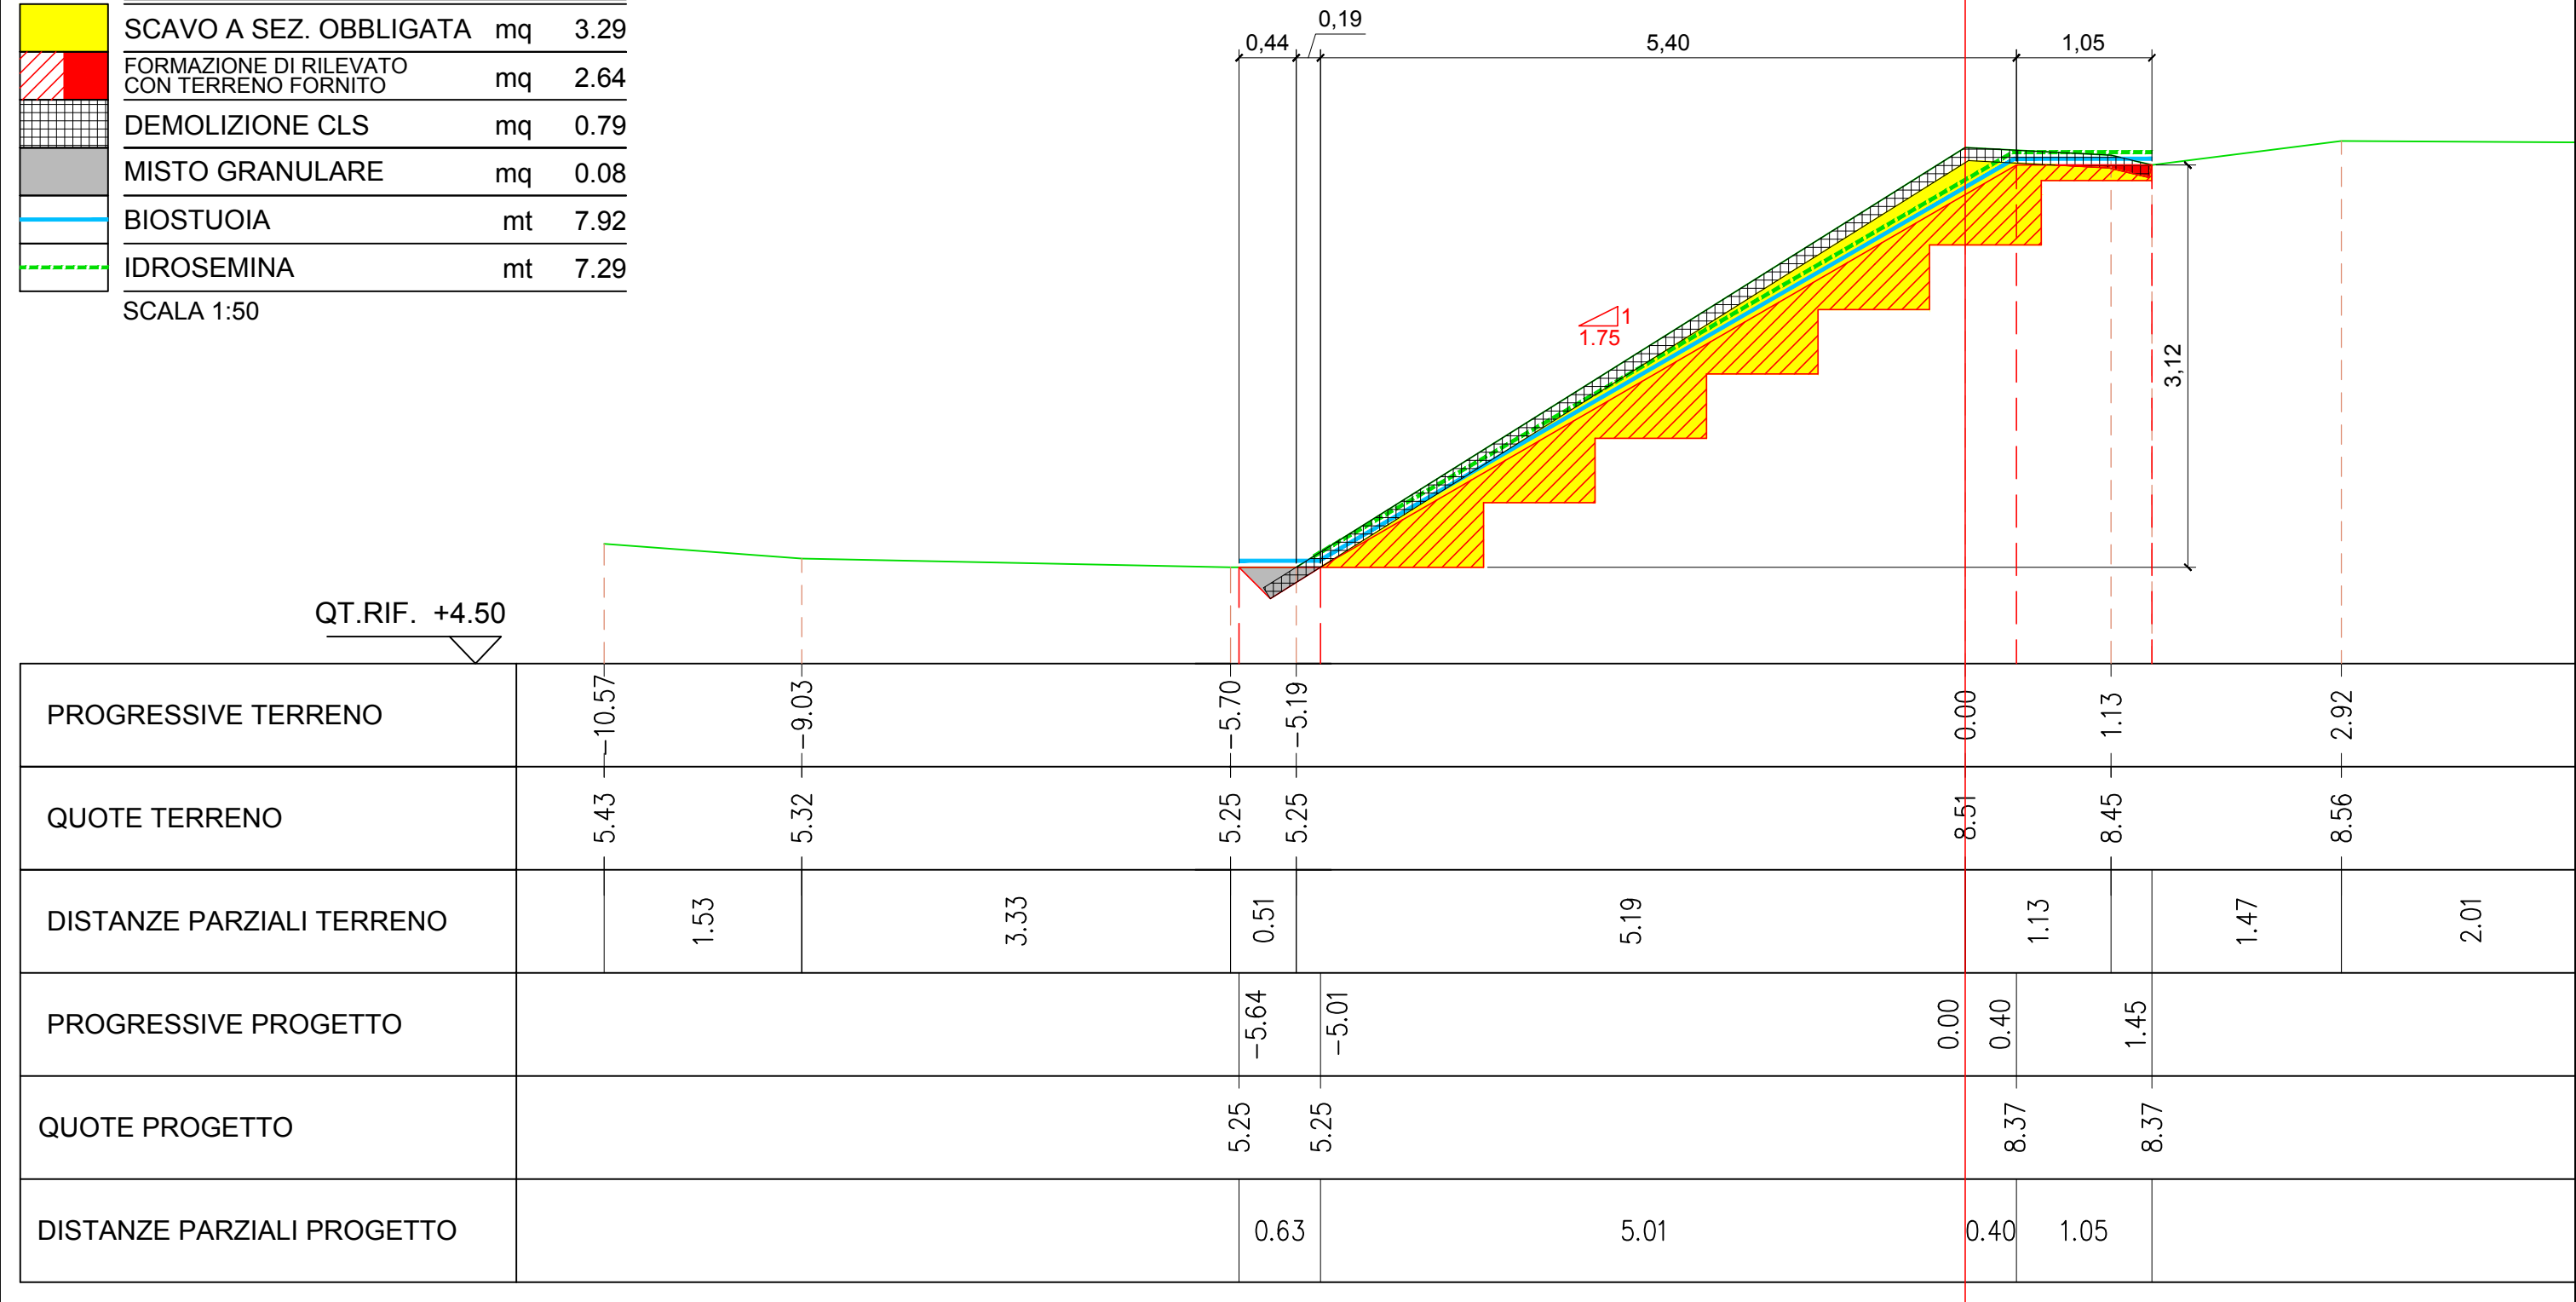 SCAVO A SEZ. OBBLIGATA mq 3.29
FORMAZIONE DI RILEVATO
CON TERRENO FORNITO mq 2.64
DEMOLIZIONE CLS mq 0.79
MISTO GRANULARE mq 0.08
BIOSTUOIA mt 7.92
IDROSEMINA mt 7.29
SCALA 1:50
0,19
0,44 5,40 1,05
1
1.75
3,12
QT.RIF. +4.50
PROGRESSIVE TERRENO -10.57 -9.03 -5.70 -5.19 0.00 1.13 2.92
QUOTE TERRENO 5.43 5.32 5.25 5.25 8.51 8.45 8.56
DISTANZE PARZIALI TERRENO 1.53 3.33 0.51 5.19 1.13 1.47 2.01
PROGRESSIVE PROGETTO -5.64 -5.01 0.00 0.40 1.45
QUOTE PROGETTO 5.25 5.25 8.37 8.37
DISTANZE PARZIALI PROGETTO 0.63 5.01 0.40 1.05